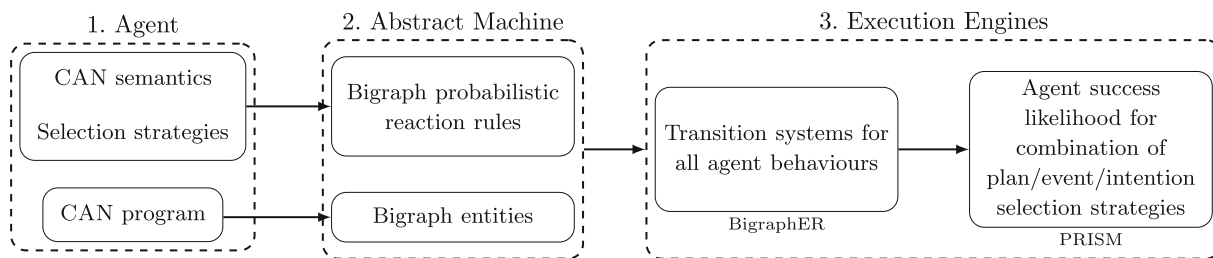 1. Agent
CAN semantics
Selection strategies
CAN program
2. Abstract Machine
Bigraph probabilistic
reaction rules
Bigraph entities
3. Execution Engines
Transition systems for
all agent behaviours
BigraphER
Agent success
likelihood for
combination of
plan/event/intention
selection strategies
PRISM